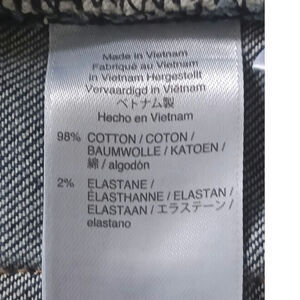 Made in Vietnam
Fabriqué au Vietnam
in Vietnam Hergestellt
Vervaardigd in Viëtnam
ベトナム製
Hecho en Vietnam
98% COTTON / COTON /
BAUMWOLLE / KATOEN /
綿 / algodón
2% ELASTANE /
ÉLASTHANNE / ELASTAN /
ELASTAAN / エラステーン /
elastano